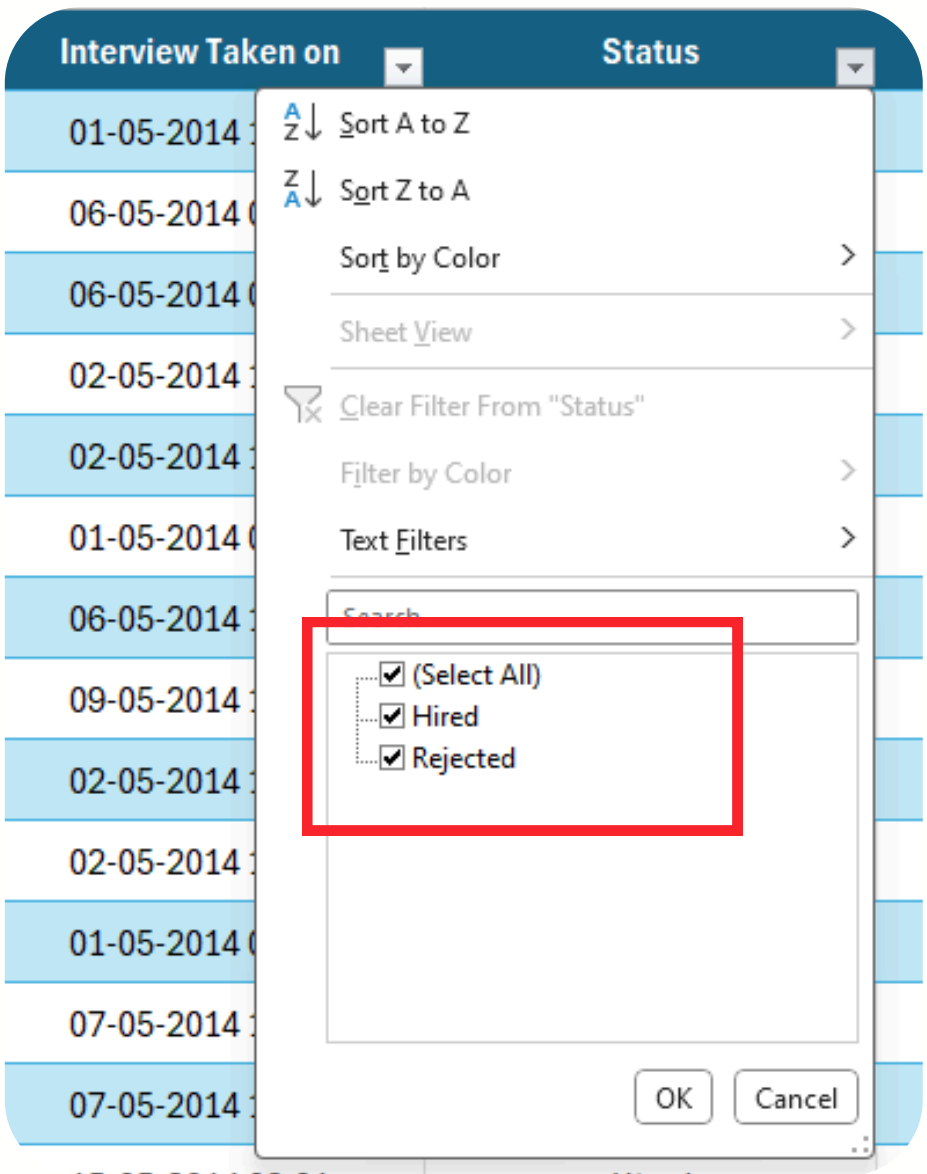 Interview Taken on Status
01-05-2014
A Z Sort A to Z
Z A Sort Z to A
06-05-2014
Sort by Color
06-05-2014
Sheet View
02-05-2014
Clear Filter From "Status"
02-05-2014
Filter by Color
01-05-2014
Text Filters
06-05-2014
Search
(Select All)
09-05-2014
Hired
Rejected
02-05-2014
02-05-2014
01-05-2014
07-05-2014
07-05-2014
OK Cancel